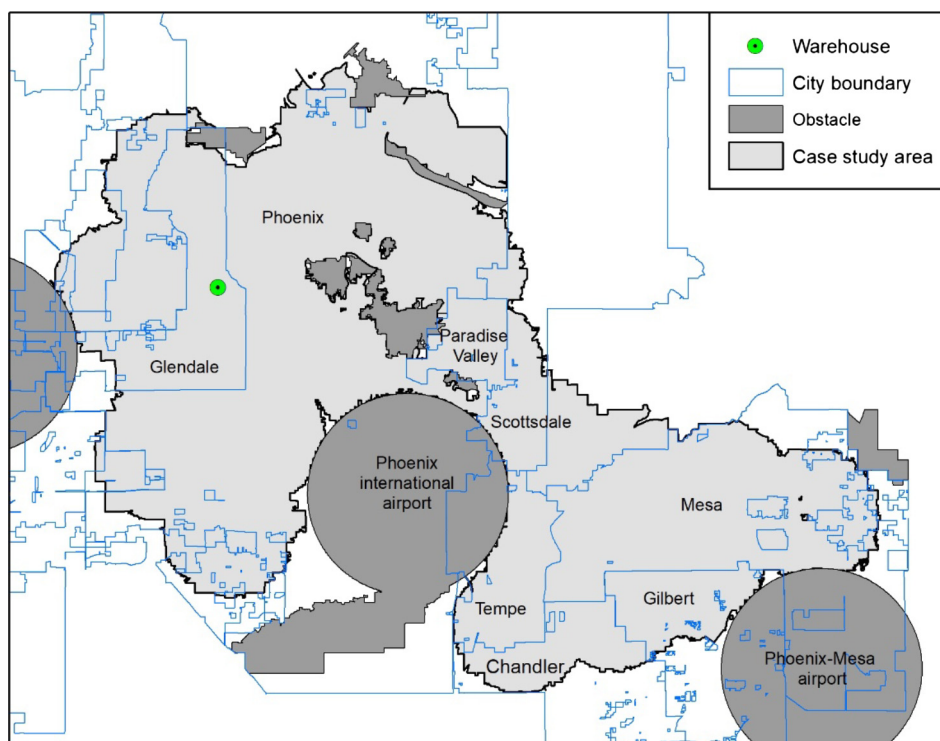 Warehouse
City boundary
Obstacle
Case study area
Phoenix
Paradise
Valley
Glendale
Scottsdale
Phoenix
international
airport
Mesa
Tempe
Gilbert
Chandler
Phoenix-Mesa
airport